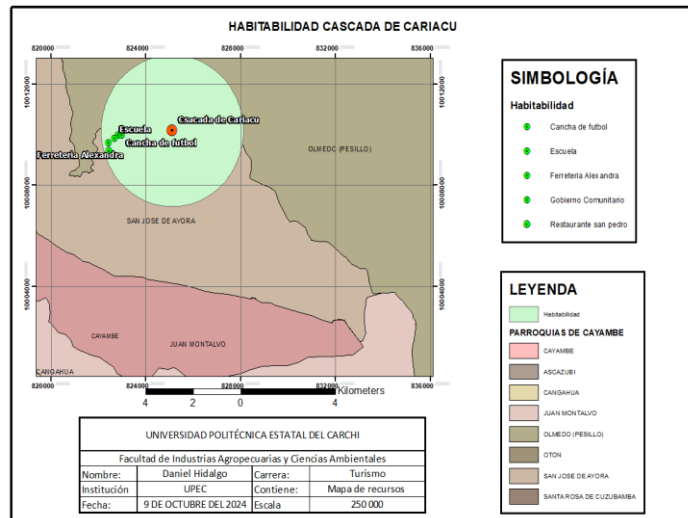 HABITABILIDAD CASCADA DE CARIACU
820000 824000 828000 832000 836000
10012000 10012000
Escuela Csacada de Cariacu
Cancha de futbol
Ferreteria Alexandra
OLMEDO (PESILLO)
10008000 10008000
SAN JOSE DE AYORA
10004000 10004000
CAYAMBE
JUAN MONTALVO
CANGAHUA
820000 824000 828000 832000 836000
Kilometers
4 2 0 4
SIMBOLOGÍA
Habitabilidad
Cancha de futbol
Escuela
Ferreteria Alexandra
Gobierno Comunitario
Restaurante san pedro
LEYENDA
Habitabilidad
PARROQUIAS DE CAYAMBE
CAYAMBE
ASCAZUBI
CANGAHUA
JUAN MONTALVO
OLMEDO (PESILLO)
OTON
SAN JOSE DE AYORA
SANTA ROSA DE CUZUBAMBA
UNIVERSIDAD POLITÉCNICA ESTATAL DEL CARCHI
Facultad de Industrias Agropecuarias y Ciencias Ambientales
Nombre: Daniel Hidalgo Carrera: Turismo
Institución UPEC Contiene: Mapa de recursos
Fecha: 9 DE OCTUBRE DEL 2024 Escala 250 000